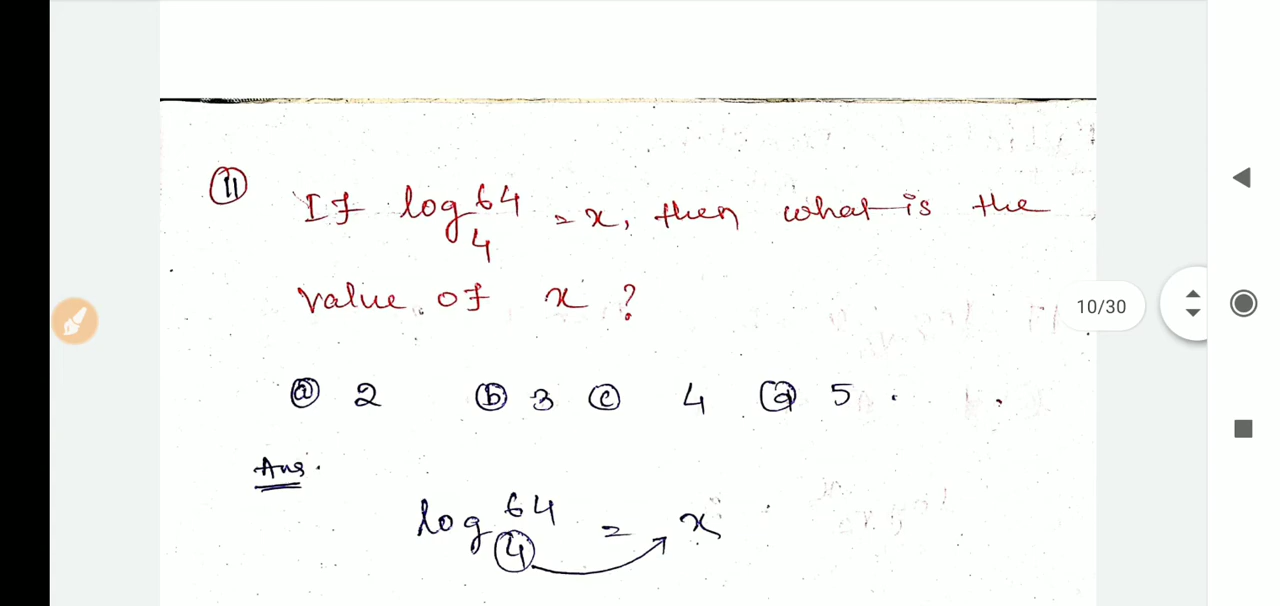 ⑪ If log₄64 = x, then what is the
value of x ?
10/30
ⓐ 2 ⓑ 3 ⓒ 4 ⓓ 5 .
Ans.
log₄64 = x